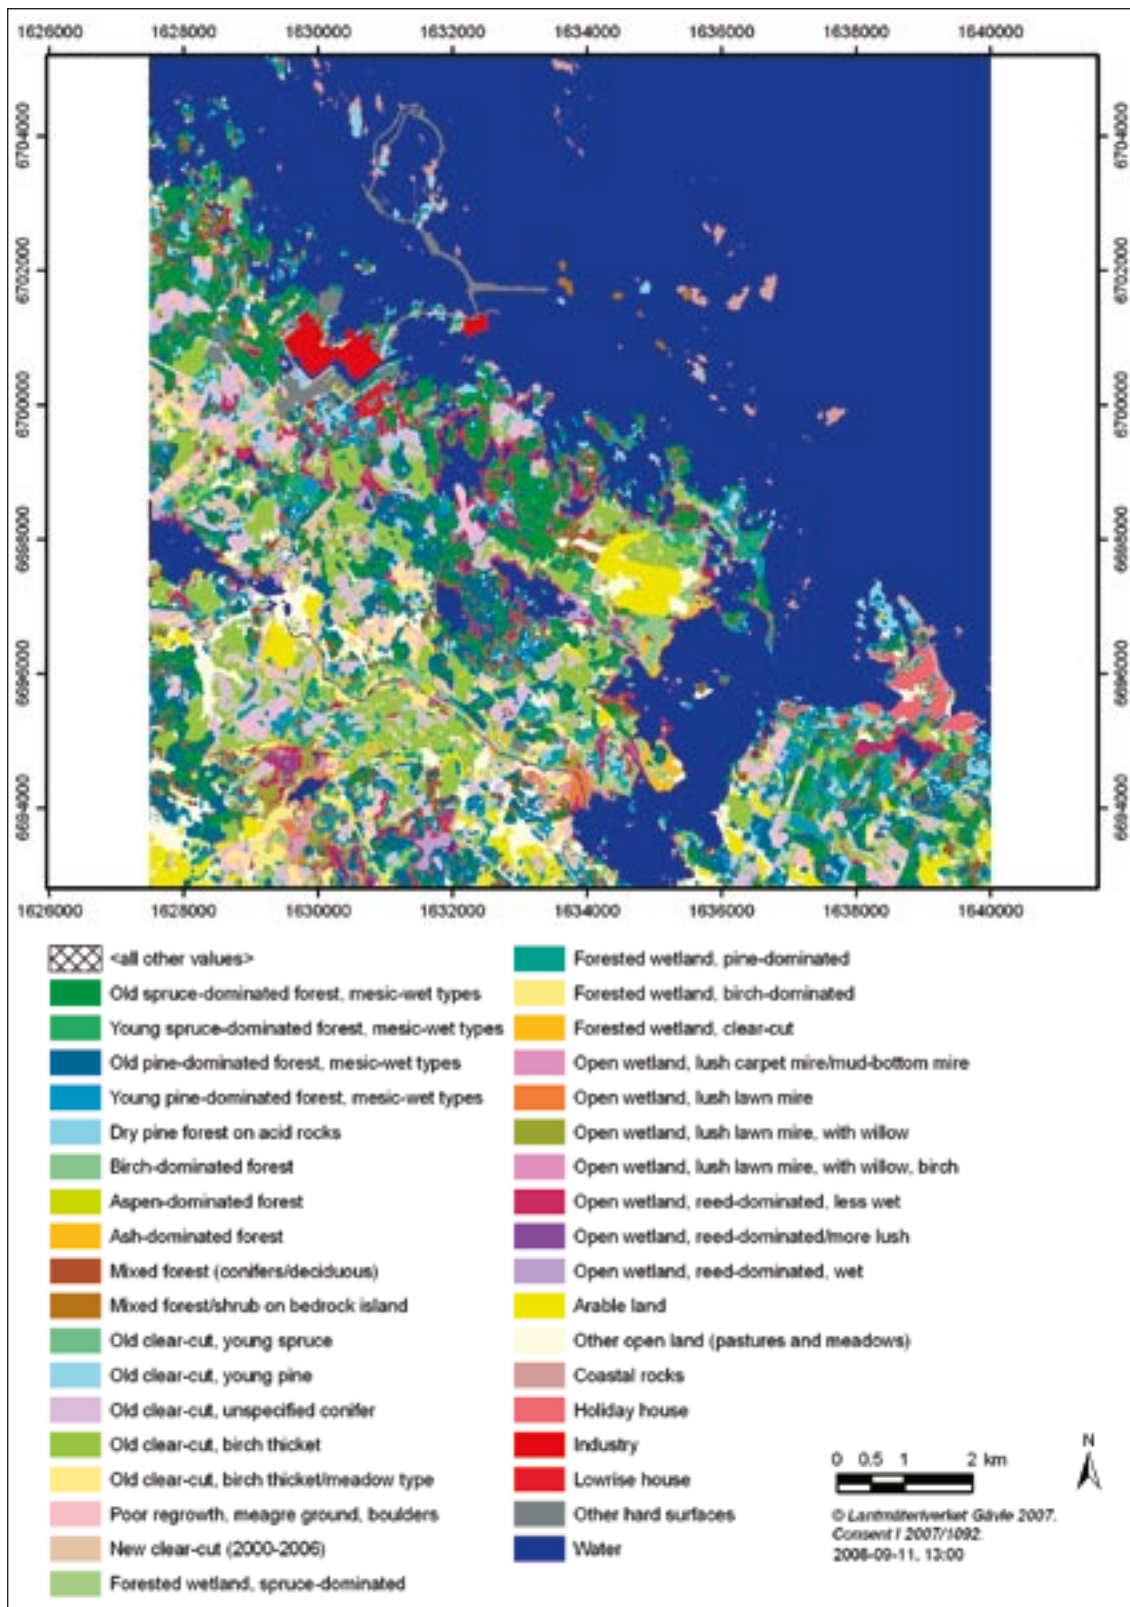 1626000 1628000 1630000 1632000 1634000 1636000 1638000 1640000
6704000 6704000
6702000 6702000
6700000 6700000
6698000 6698000
6696000 6696000
6694000 6694000
1626000 1628000 1630000 1632000 1634000 1636000 1638000 1640000
<all other values>
Old spruce-dominated forest, mesic-wet types
Young spruce-dominated forest, mesic-wet types
Old pine-dominated forest, mesic-wet types
Young pine-dominated forest, mesic-wet types
Dry pine forest on acid rocks
Birch-dominated forest
Aspen-dominated forest
Ash-dominated forest
Mixed forest (conifers/deciduous)
Mixed forest/shrub on bedrock island
Old clear-cut, young spruce
Old clear-cut, young pine
Old clear-cut, unspecified conifer
Old clear-cut, birch thicket
Old clear-cut, birch thicket/meadow type
Poor regrowth, meagre ground, boulders
New clear-cut (2000-2006)
Forested wetland, spruce-dominated
Forested wetland, pine-dominated
Forested wetland, birch-dominated
Forested wetland, clear-cut
Open wetland, lush carpet mire/mud-bottom mire
Open wetland, lush lawn mire
Open wetland, lush lawn mire, with willow
Open wetland, lush lawn mire, with willow, birch
Open wetland, reed-dominated, less wet
Open wetland, reed-dominated/more lush
Open wetland, reed-dominated, wet
Arable land
Other open land (pastures and meadows)
Coastal rocks
Holiday house
Industry
Lowrise house
Other hard surfaces
Water
0 0.5 1 2 km
N
© Lantmäteriverket Gävle 2007.
Consent I 2007/1092.
2008-09-11, 13:00